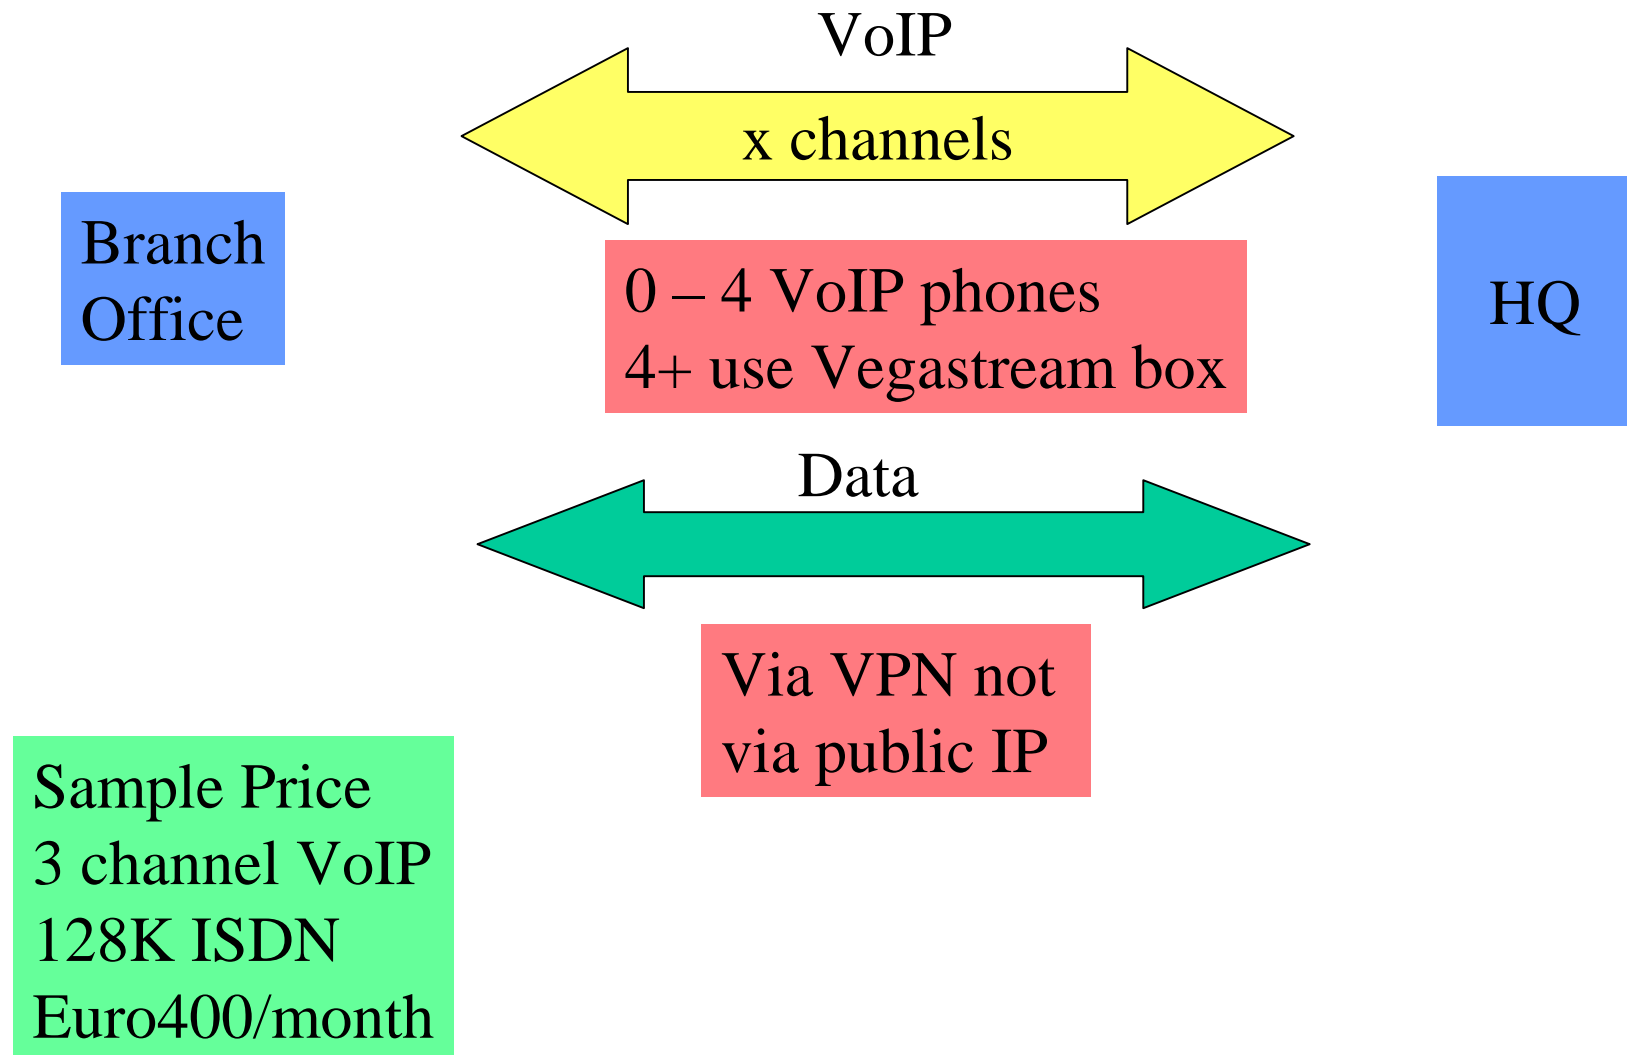 VoIP
x channels
Branch
Office
HQ
0 – 4 VoIP phones
4+ use Vegastream box
Data
Via VPN not
via public IP
Sample Price
3 channel VoIP
128K ISDN
Euro400/month